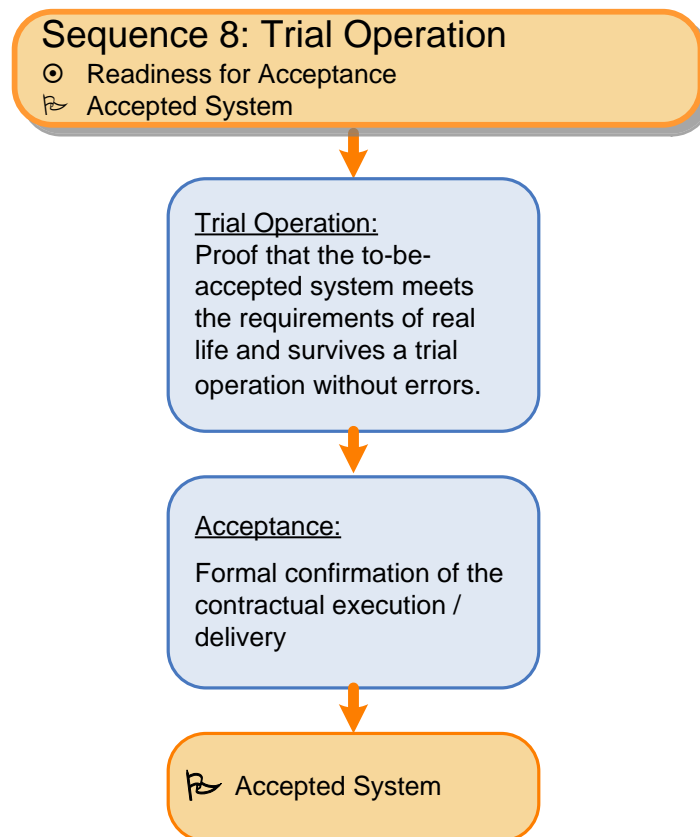 Sequence 8: Trial Operation
Readiness for Acceptance
Accepted System
Trial Operation:
Proof that the to-be-
accepted system meets
the requirements of real
life and survives a trial
operation without errors.
Acceptance:
Formal confirmation of the
contractual execution /
delivery
Accepted System